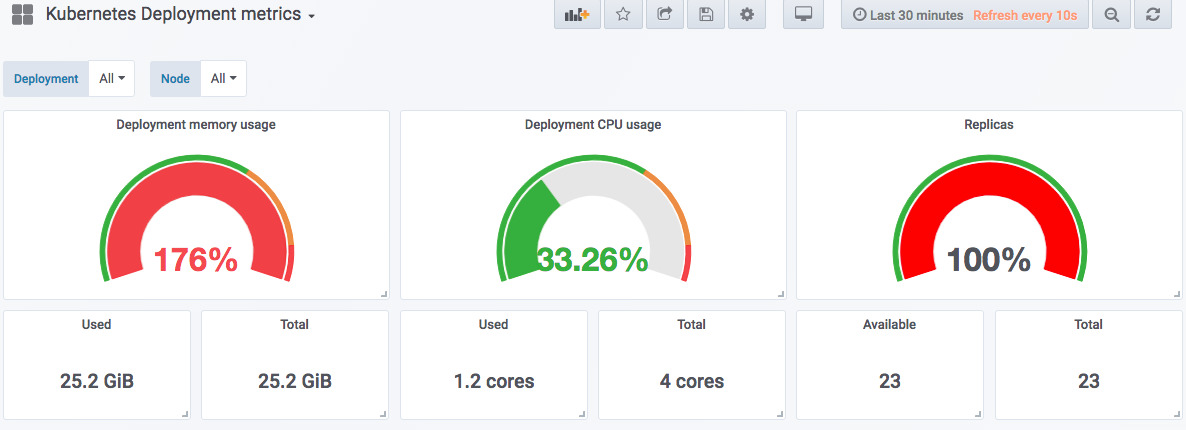 Kubernetes Deployment metrics
Last 30 minutes Refresh every 10s
Deployment All Node All
Deployment memory usage
176%
Deployment CPU usage
33.26%
Replicas
100%
Used
25.2 GiB
Total
25.2 GiB
Used
1.2 cores
Total
4 cores
Available
23
Total
23